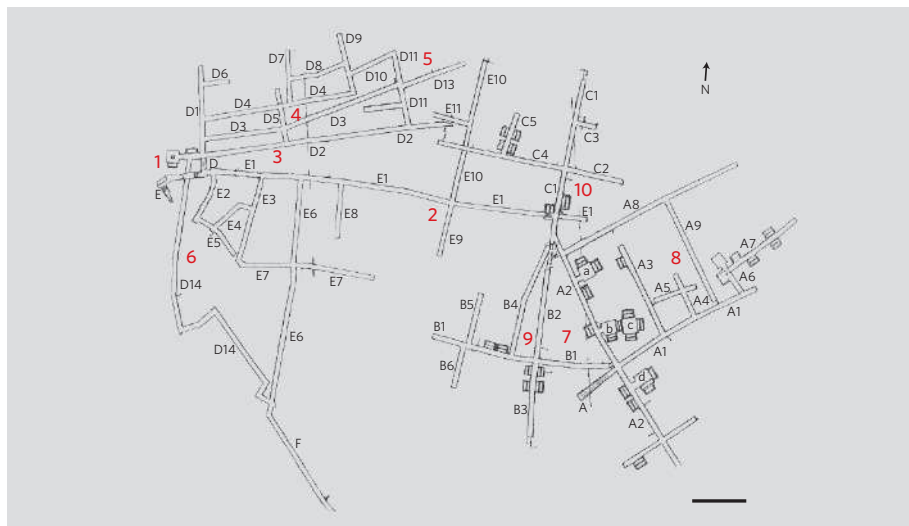 D9
D11
5
D7
D8
E10
D6
D10
D13
N
C1
D4
D4
D11
D1
D5
4
E11
C5
C3
D3
D3
D2
D2
3
1
C4
C2
D
E1
E1
E10
C1
10
E
E2
E3
E6
E8
E1
E1
A8
A9
2
E4
E5
E9
6
E7
E7
A7
8
A3
a
A6
D14
A2
A5
B5
B4
B2
A4
A1
b
c
B1
9
7
A1
D14
E6
B6
B1
d
B3
A
A2
F